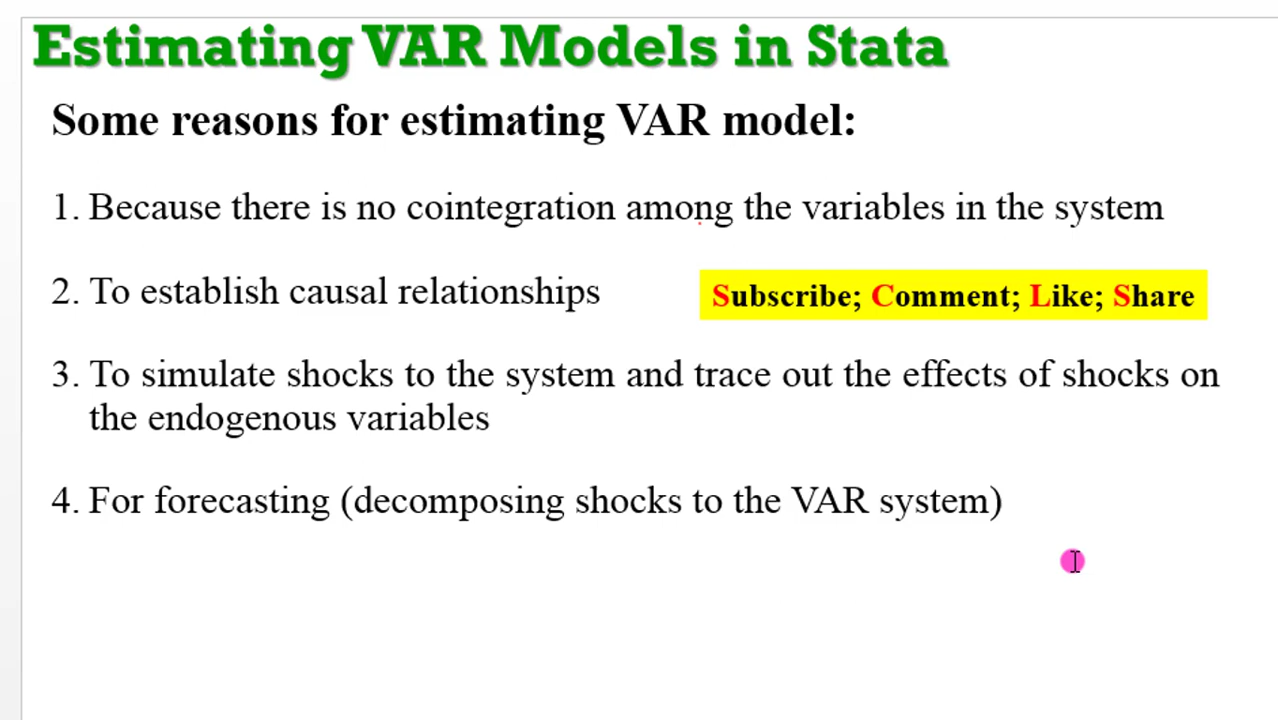 Estimating VAR Models in Stata
Some reasons for estimating VAR model:
1. Because there is no cointegration among the variables in the system
2. To establish causal relationships
Subscribe; Comment; Like; Share
3. To simulate shocks to the system and trace out the effects of shocks on
the endogenous variables
4. For forecasting (decomposing shocks to the VAR system)